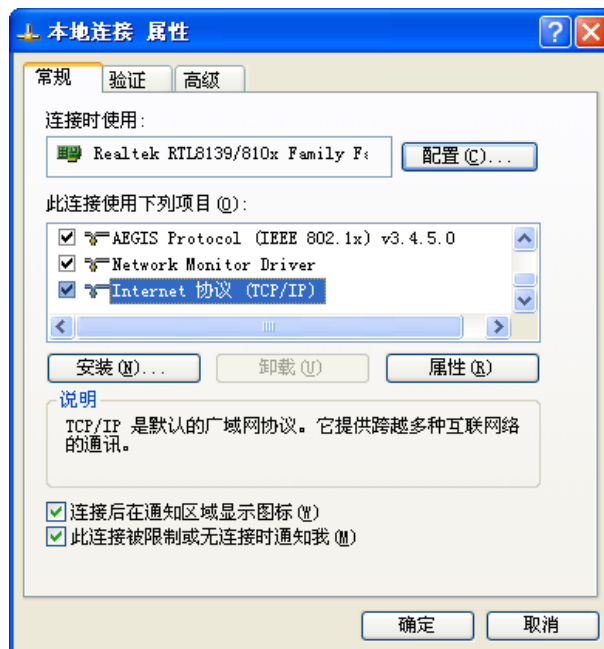 本地连接 属性
常规 验证 高级
连接时使用:
Realtek RTL8139/810x Family Fa 配置(C)...
此连接使用下列项目(O):
AEGIS Protocol (IEEE 802.1x) v3.4.5.0
Network Monitor Driver
Internet 协议 (TCP/IP)
安装(N)... 卸载(U) 属性(R)
说明
TCP/IP 是默认的广域网协议。它提供跨越多种互联网络
的通讯。
连接后在通知区域显示图标(W)
此连接被限制或无连接时通知我(M)
确定 取消